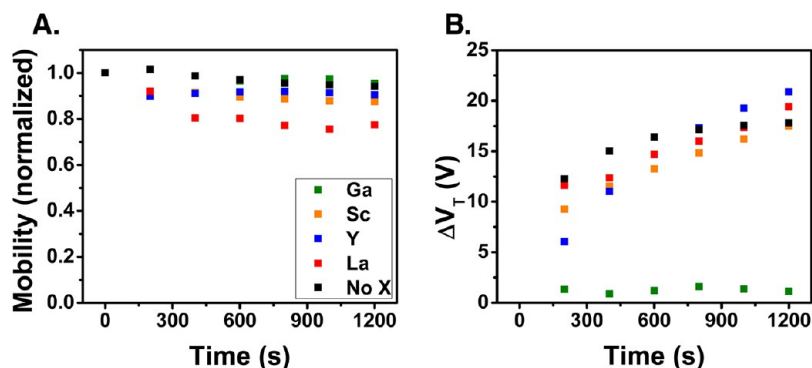 A.
Mobility (normalized)
1.0
0.8
0.6
0.4
0.2
0.0
Ga
Sc
Y
La
No X
0 300 600 900 1200
Time (s)
B.
ΔV_T (V)
25
20
15
10
5
0
0 300 600 900 1200
Time (s)